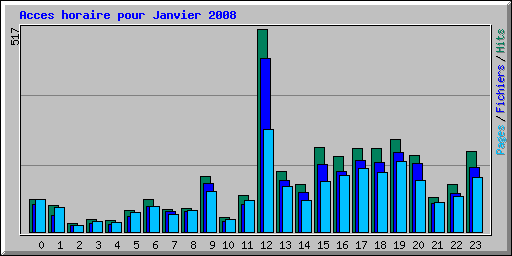 Acces horaire pour Janvier 2008
517
Pages / Fichiers / Hits
0 1 2 3 4 5 6 7 8 9 10 11 12 13 14 15 16 17 18 19 20 21 22 23